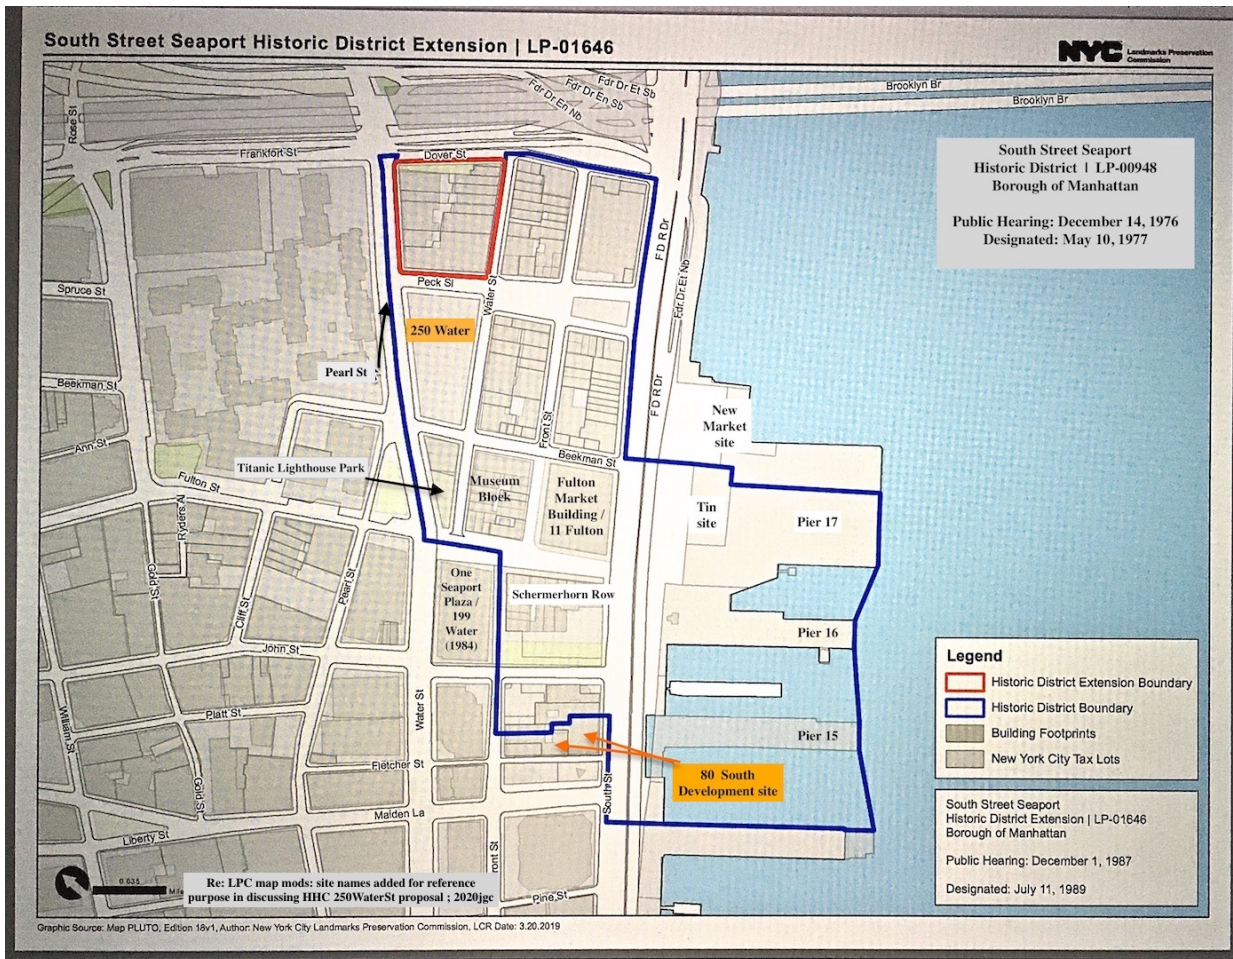 South Street Seaport Historic District Extension | LP-01646
NYC
Landmarks Preservation
Commission
Brooklyn Br
Brooklyn Br
Fdr Dr Et Sb
Fdr Dr En Sb
Fdr Dr En Nb
Rose St
Frankfort St
Dover St
South Street Seaport
Historic District | LP-00948
Borough of Manhattan
Public Hearing: December 14, 1976
Designated: May 10, 1977
F D R Dr
Fdr Dr Et Nb
Spruce St
Peck Sl
Water St
250 Water
Pearl St
Beekman St
F D R Dr
New
Market
site
Front St
Ann St
Beekman St
Titanic Lighthouse Park
Fulton St
Ryders Al
Museum
Block
Fulton
Market
Building /
11 Fulton
Tin
site
Pier 17
Gold St
Cliff St
Pearl St
One
Seaport
Plaza /
199
Water
(1984)
Schermerhorn Row
Pier 16
John St
Legend
Historic District Extension Boundary
Historic District Boundary
Building Footprints
New York City Tax Lots
William St
Platt St
Water St
Pier 15
Fletcher St
Gold St
80 South
Development site
South St
Maiden La
Liberty St
ront St
Pine St
South Street Seaport
Historic District Extension | LP-01646
Borough of Manhattan
Public Hearing: December 1, 1987
Designated: July 11, 1989
0.035
Mile
Re: LPC map mods: site names added for reference
purpose in discussing HHC 250WaterSt proposal ; 2020jgc
Graphic Source: Map PLUTO, Edition 18v1, Author: New York City Landmarks Preservation Commission, LCR Date: 3.20.2019